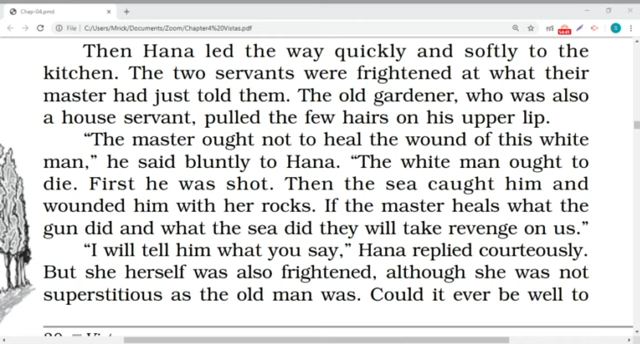 Chap-04.pmd
File | C:/Users/Mrick/Documents/Zoom/Chapter4%20Vistas.pdf
Then Hana led the way quickly and softly to the
kitchen. The two servants were frightened at what their
master had just told them. The old gardener, who was also
a house servant, pulled the few hairs on his upper lip.
“The master ought not to heal the wound of this white
man,” he said bluntly to Hana. “The white man ought to
die. First he was shot. Then the sea caught him and
wounded him with her rocks. If the master heals what the
gun did and what the sea did they will take revenge on us.”
“I will tell him what you say,” Hana replied courteously.
But she herself was also frightened, although she was not
superstitious as the old man was. Could it ever be well to